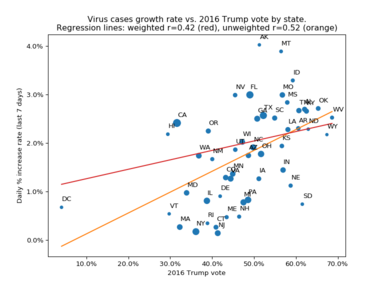 Virus cases growth rate vs. 2016 Trump vote by state.
Regression lines: weighted r=0.42 (red), unweighted r=0.52 (orange)
Daily % increase rate (last 7 days)
4.0%
3.0%
2.0%
1.0%
0.0%
AK
MT
ID
NV
FL
MO
MS
TX
SC
OK
WV
CA
HI
OR
LA
AR
ND
WY
WI
NC
KS
WA
NM
OH
MN
IA
IN
NE
SD
MD
DE
IL
PA
VT
RI
ME
NH
MA
NY
CT
NJ
DC
10.0%
20.0%
30.0%
40.0%
50.0%
60.0%
70.0%
2016 Trump vote